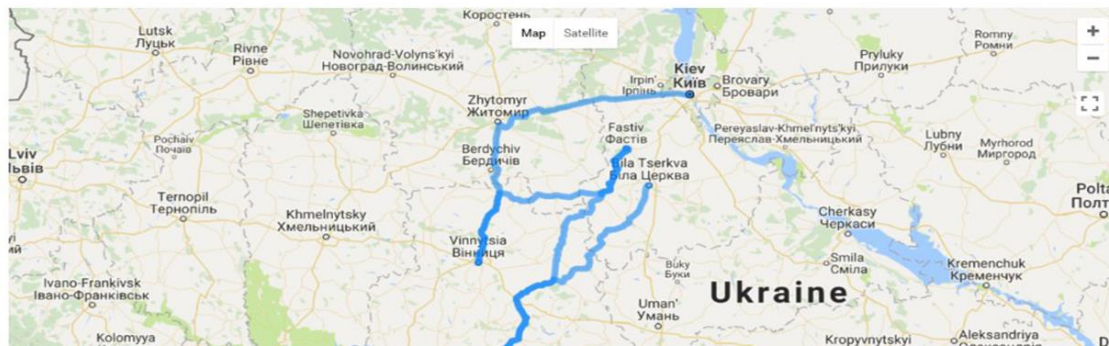 Коростень
Map
Satellite
Lutsk
Луцьк
Rivne
Рівне
Novohrad-Volyns'kyi
Новоград-Волинський
Romny
Ромни
Kiev
Київ
Irpin'
Ірпінь
Brovary
Бровари
Pryluky
Прилуки
+
−
Zhytomyr
Житомир
Shepetivka
Шепетівка
Fastiv
Фастів
Pereyaslav-Khmel'nyts'kyi
Переяслав-Хмельницький
Lubny
Лубни
Myrhorod
Миргород
Pochaiv
Почаїв
Lviv
Львів
Berdychiv
Бердичів
Bila Tserkva
Біла Церква
Ternopil
Тернопіль
Khmelnytsky
Хмельницький
Cherkasy
Черкаси
Vinnytsia
Вінниця
Buky
Буки
Smila
Сміла
Kremenchuk
Кременчук
Ivano-Frankivsk
Івано-Франківськ
Uman'
Умань
Ukraine
Kolomyya
Коломия
Kropyvnytskyi
Aleksandriya